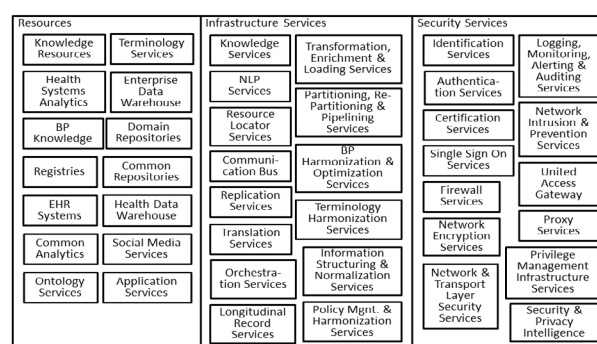 Resources
Knowledge
Resources
Terminology
Services
Health
Systems
Analytics
Enterprise
Data
Warehouse
BP
Knowledge
Domain
Repositories
Registries
Common
Repositories
EHR
Systems
Health Data
Warehouse
Common
Analytics
Social Media
Services
Ontology
Services
Application
Services
Infrastructure Services
Knowledge
Services
NLP
Services
Resource
Locator
Services
Communi-
cation Bus
Replication
Services
Translation
Services
Orchestra-
tion Services
Longitudinal
Record
Services
Transformation,
Enrichment &
Loading Services
Partitioning, Re-
Partitioning &
Pipelining
Services
BP
Harmonization &
Optimization
Services
Terminology
Harmonization
Services
Information
Structuring &
Normalization
Services
Policy Mgnt. &
Harmonization
Services
Security Services
Identification
Services
Authentica-
tion Services
Certification
Services
Single Sign On
Services
Firewall
Services
Network
Encryption
Services
Network &
Transport
Layer
Security
Services
Logging,
Monitoring,
Alerting &
Auditing
Services
Network
Intrusion &
Prevention
Services
United
Access
Gateway
Proxy
Services
Privilege
Management
Infrastructure
Services
Security &
Privacy
Intelligence